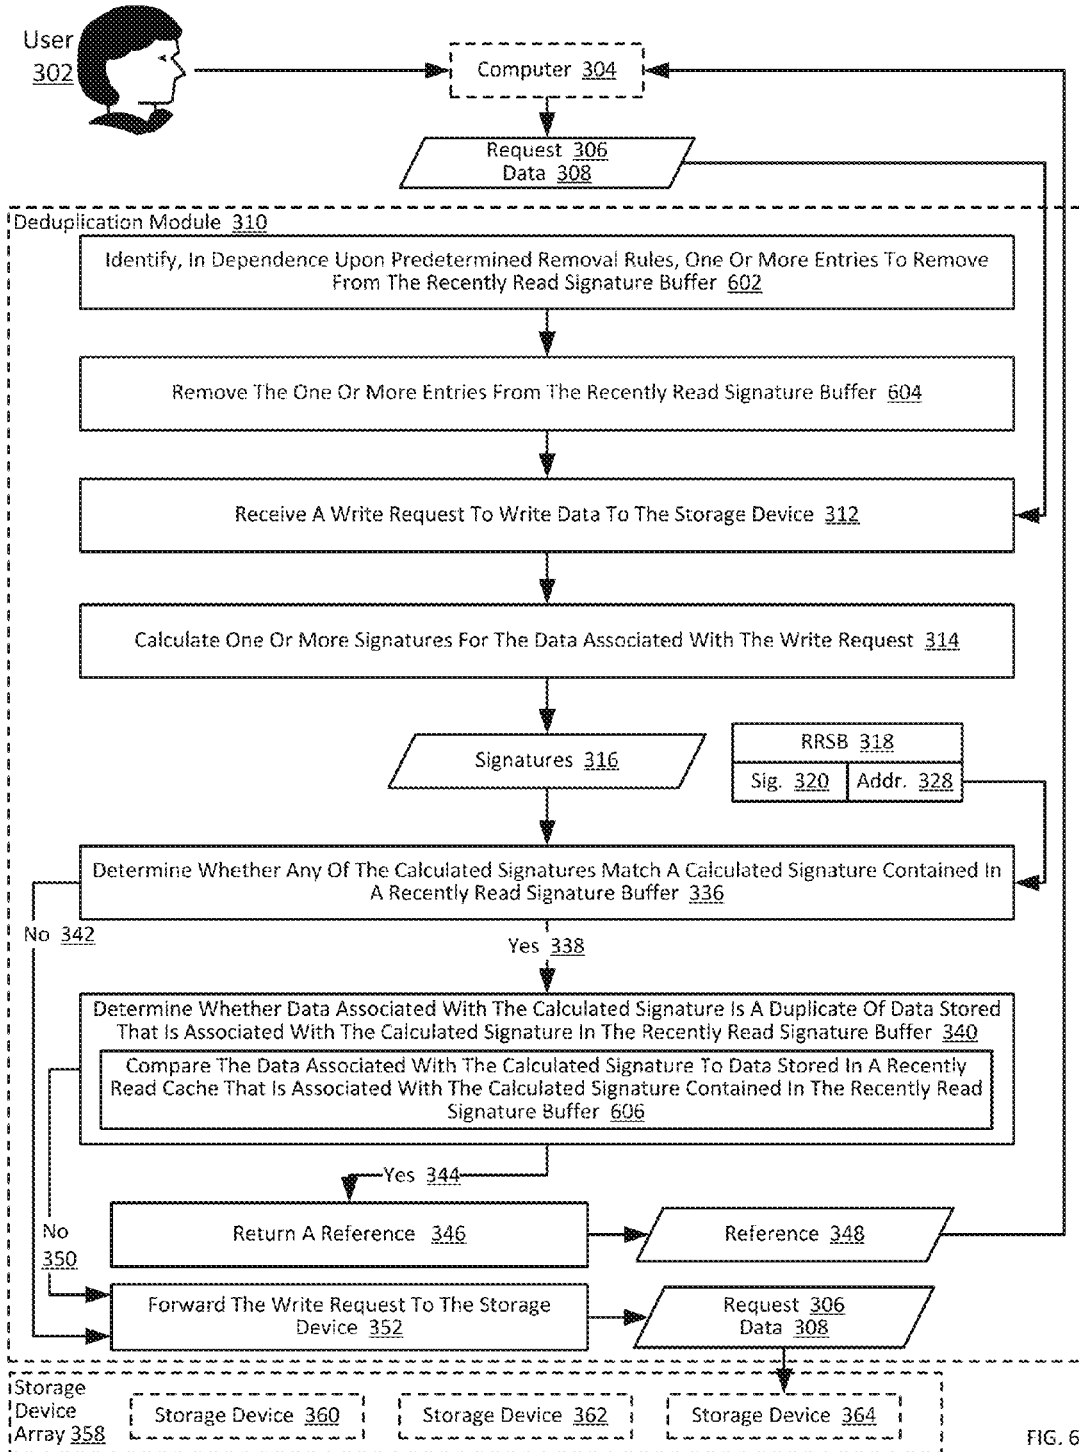 User
302
Computer 304
Request 306
Data 308
Deduplication Module 310
Identify, In Dependence Upon Predetermined Removal Rules, One Or More Entries To Remove
From The Recently Read Signature Buffer 602
Remove The One Or More Entries From The Recently Read Signature Buffer 604
Receive A Write Request To Write Data To The Storage Device 312
Calculate One Or More Signatures For The Data Associated With The Write Request 314
Signatures 316
RRSB 318
Sig. 320
Addr. 328
Determine Whether Any Of The Calculated Signatures Match A Calculated Signature Contained In
A Recently Read Signature Buffer 336
No 342
Yes 338
Determine Whether Data Associated With The Calculated Signature Is A Duplicate Of Data Stored
That Is Associated With The Calculated Signature In The Recently Read Signature Buffer 340
Compare The Data Associated With The Calculated Signature To Data Stored In A Recently
Read Cache That Is Associated With The Calculated Signature Contained In The Recently Read
Signature Buffer 606
Yes 344
Return A Reference 346
Reference 348
No
350
Forward The Write Request To The Storage
Device 352
Request 306
Data 308
Storage
Device
Array 358
Storage Device 360
Storage Device 362
Storage Device 364
FIG. 6